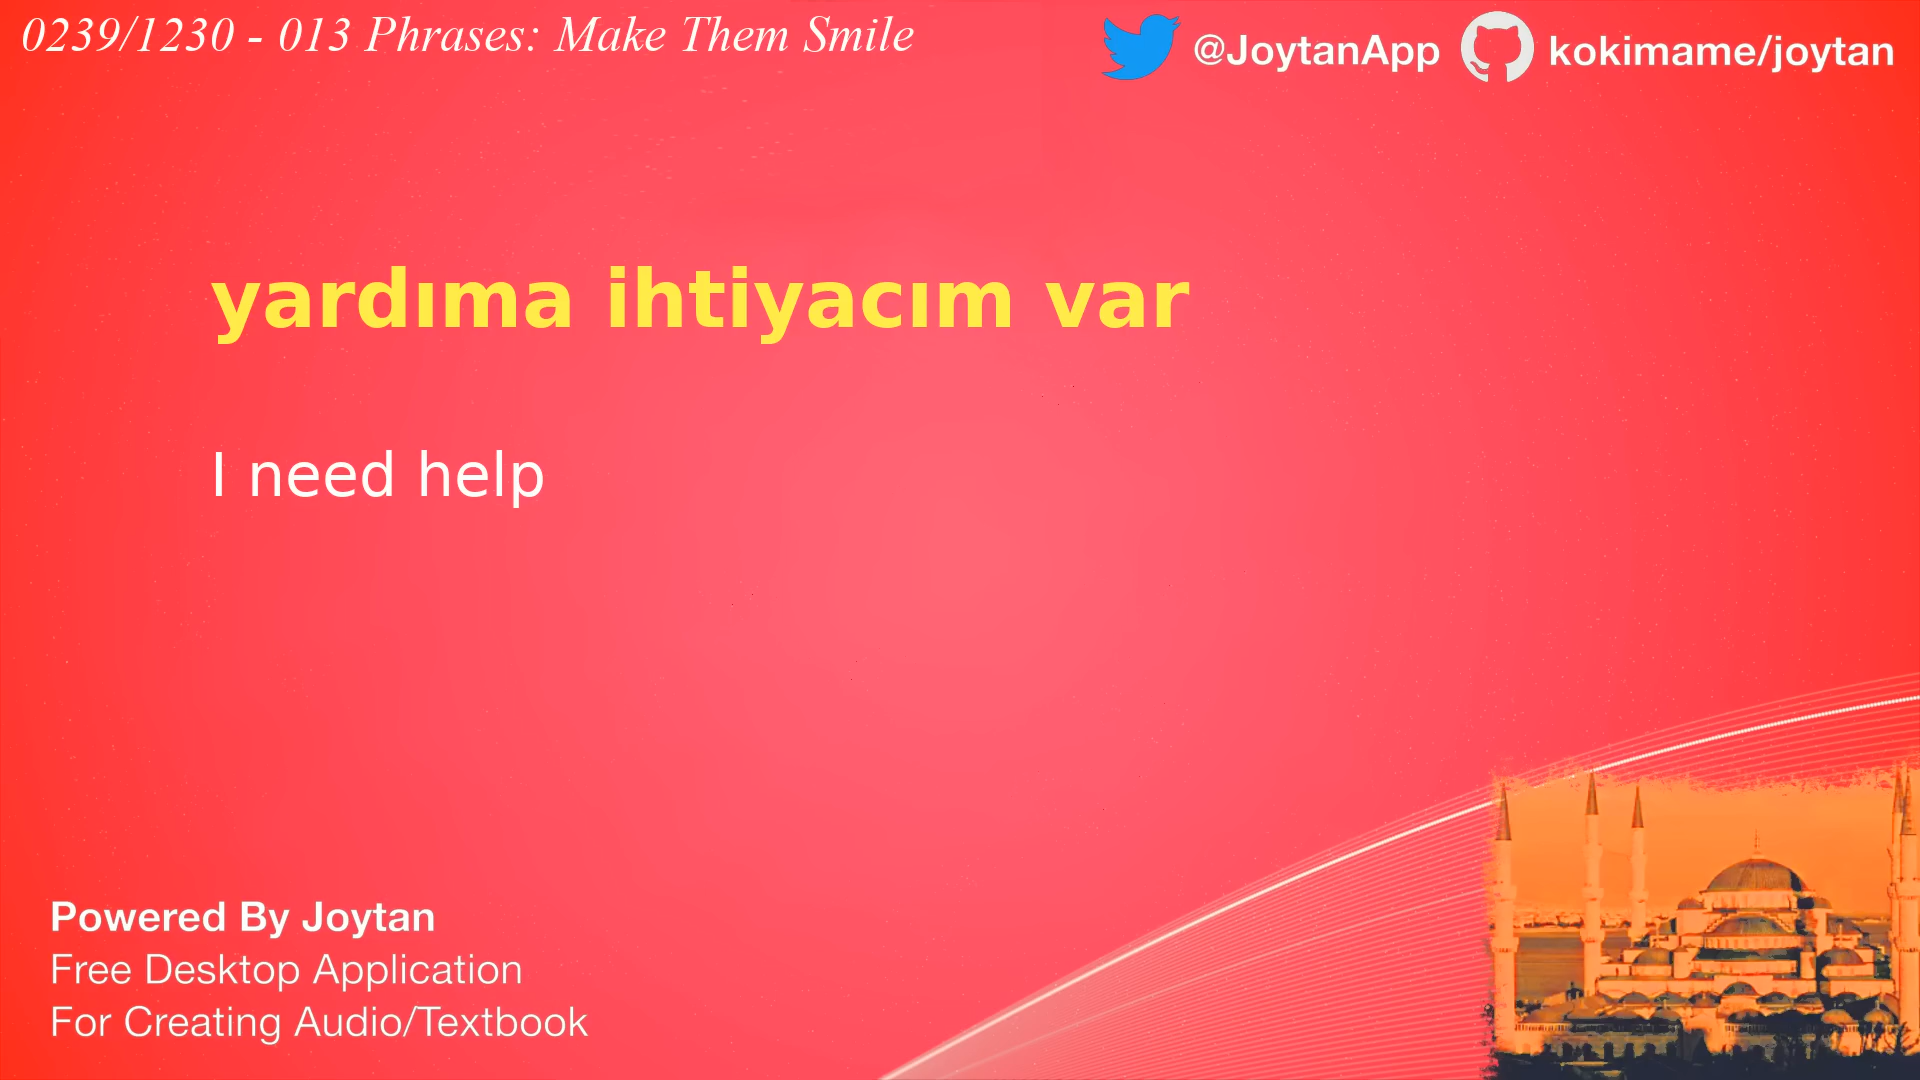 0239/1230 - 013 Phrases: Make Them Smile
@JoytanApp kokimame/joytan
yardıma ihtiyacım var
I need help
Powered By Joytan
Free Desktop Application
For Creating Audio/Textbook